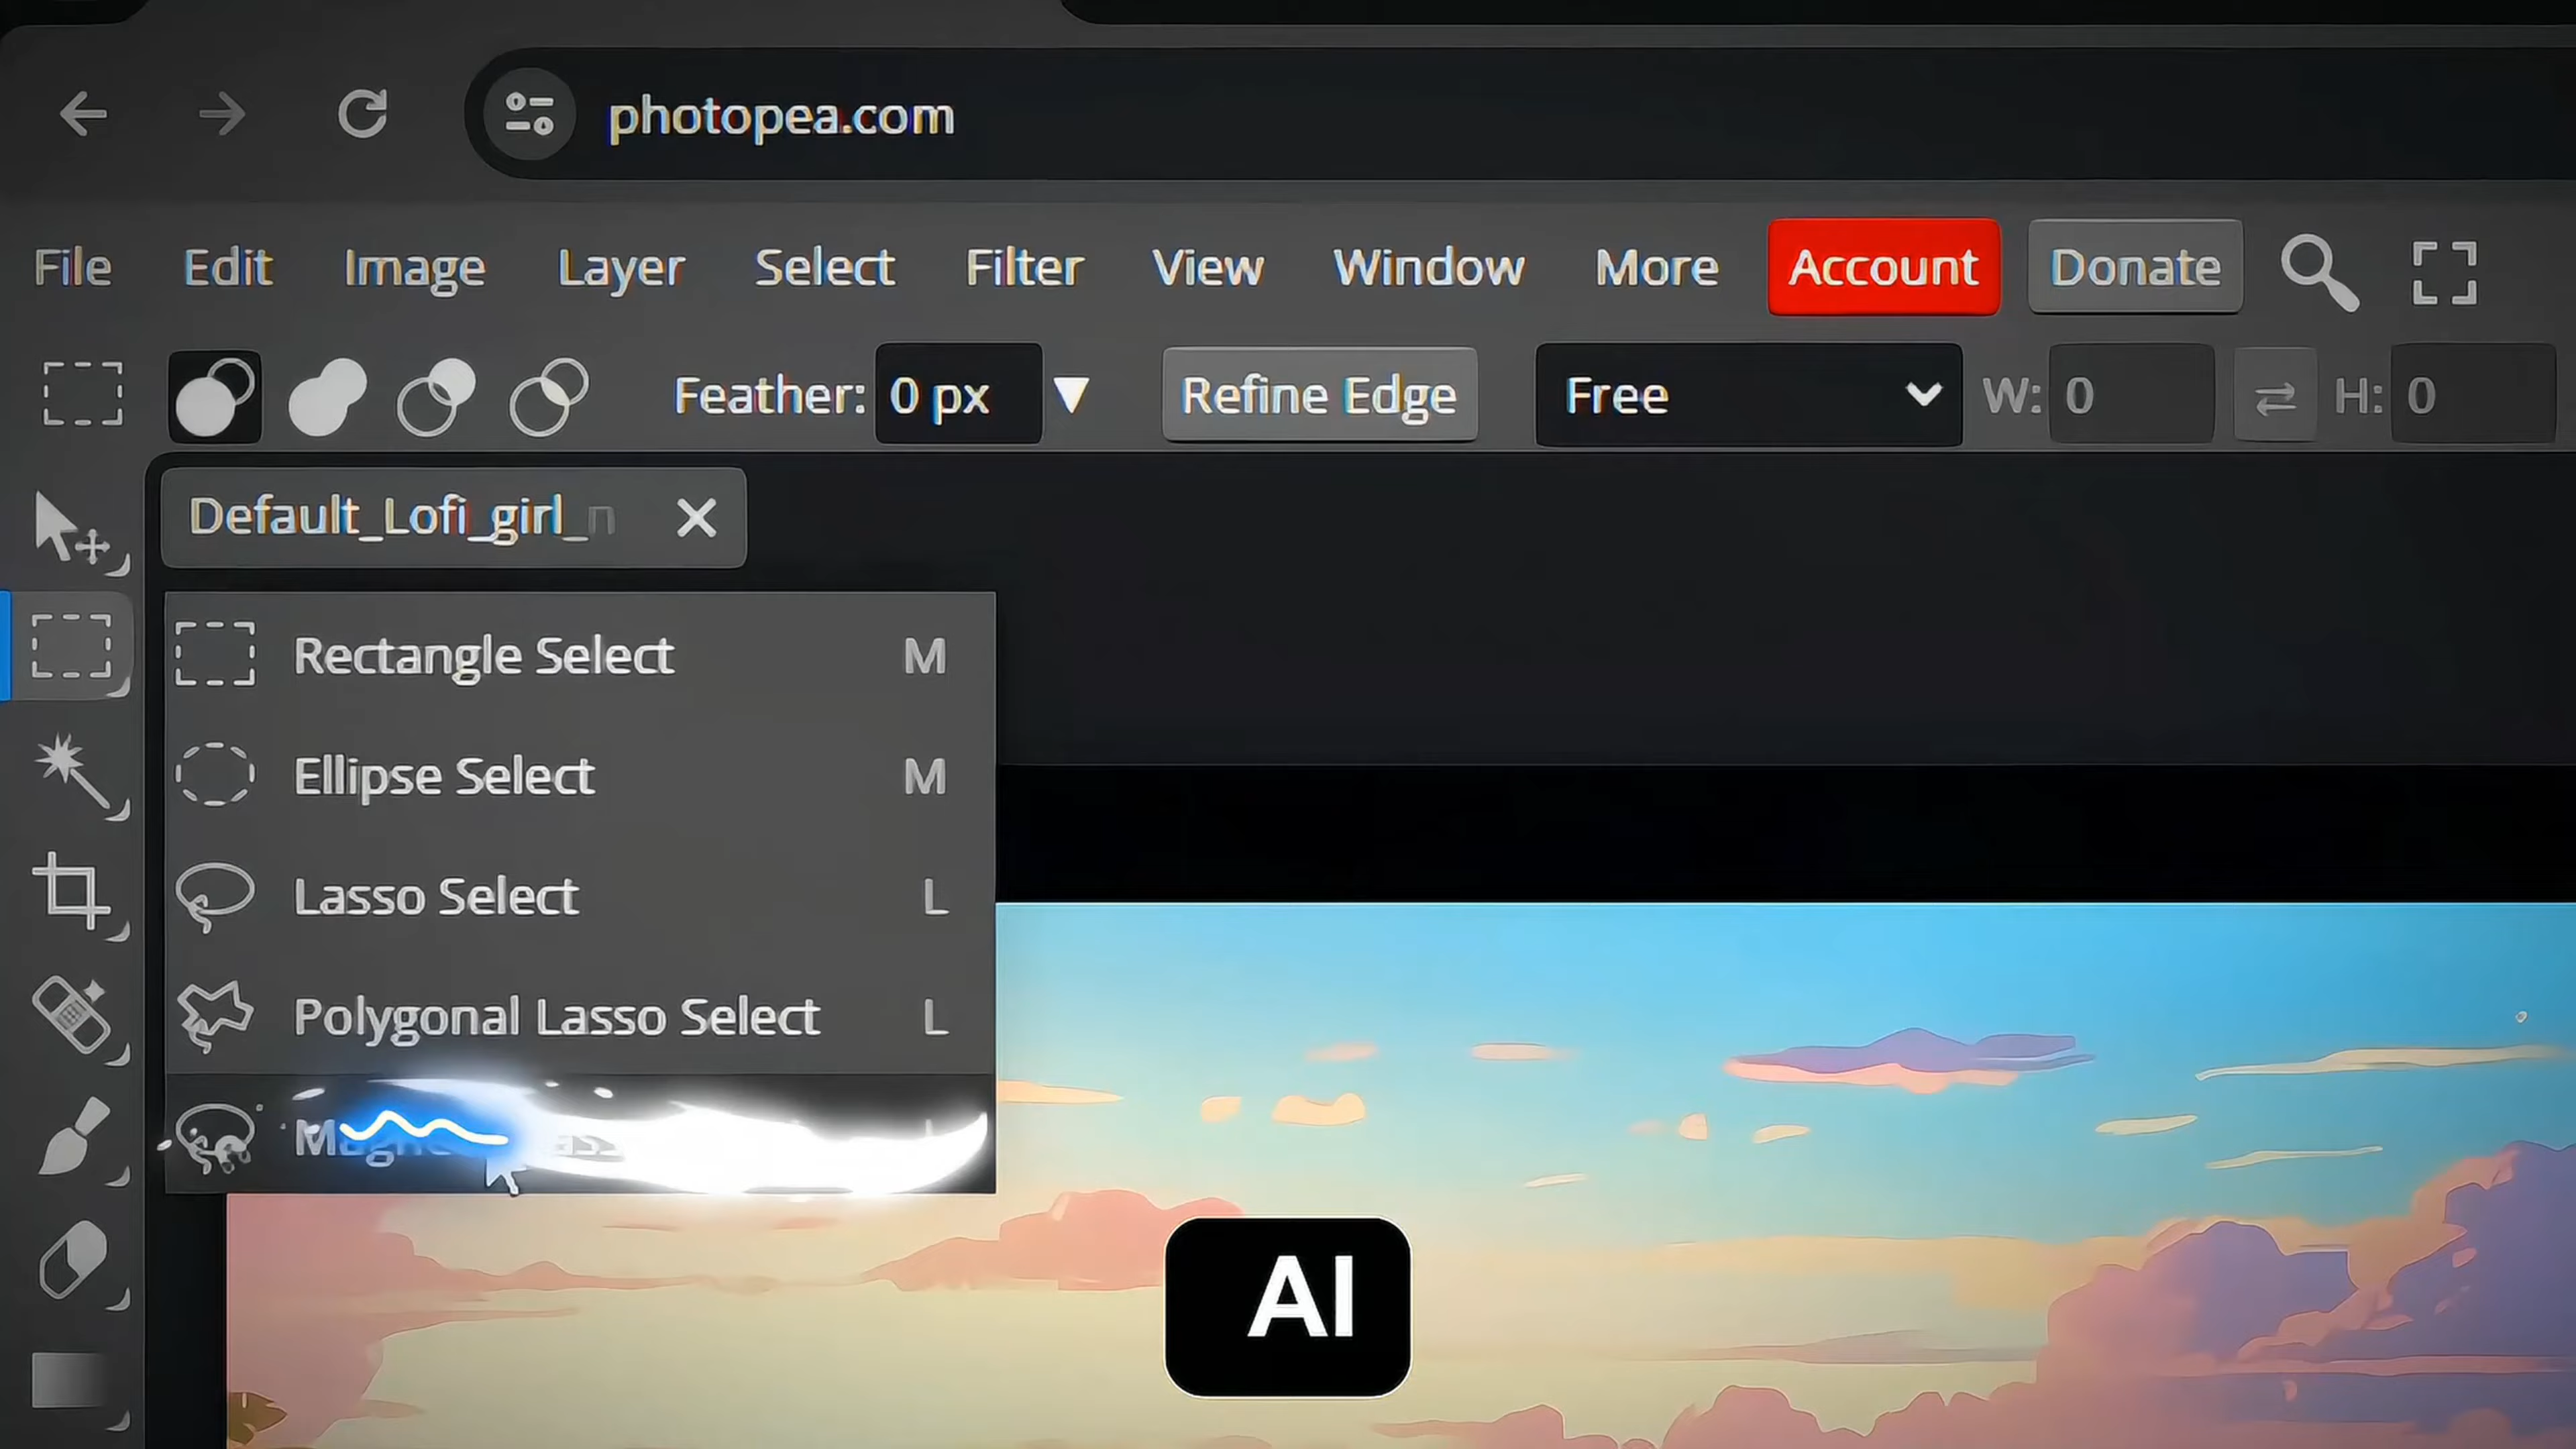 photopea.com
File Edit Image Layer Select Filter View Window More Account Donate
Feather: 0 px Refine Edge Free W: 0 H: 0
Default_Lofi_girl_n
Rectangle Select M
Ellipse Select M
Lasso Select L
Polygonal Lasso Select L
AI